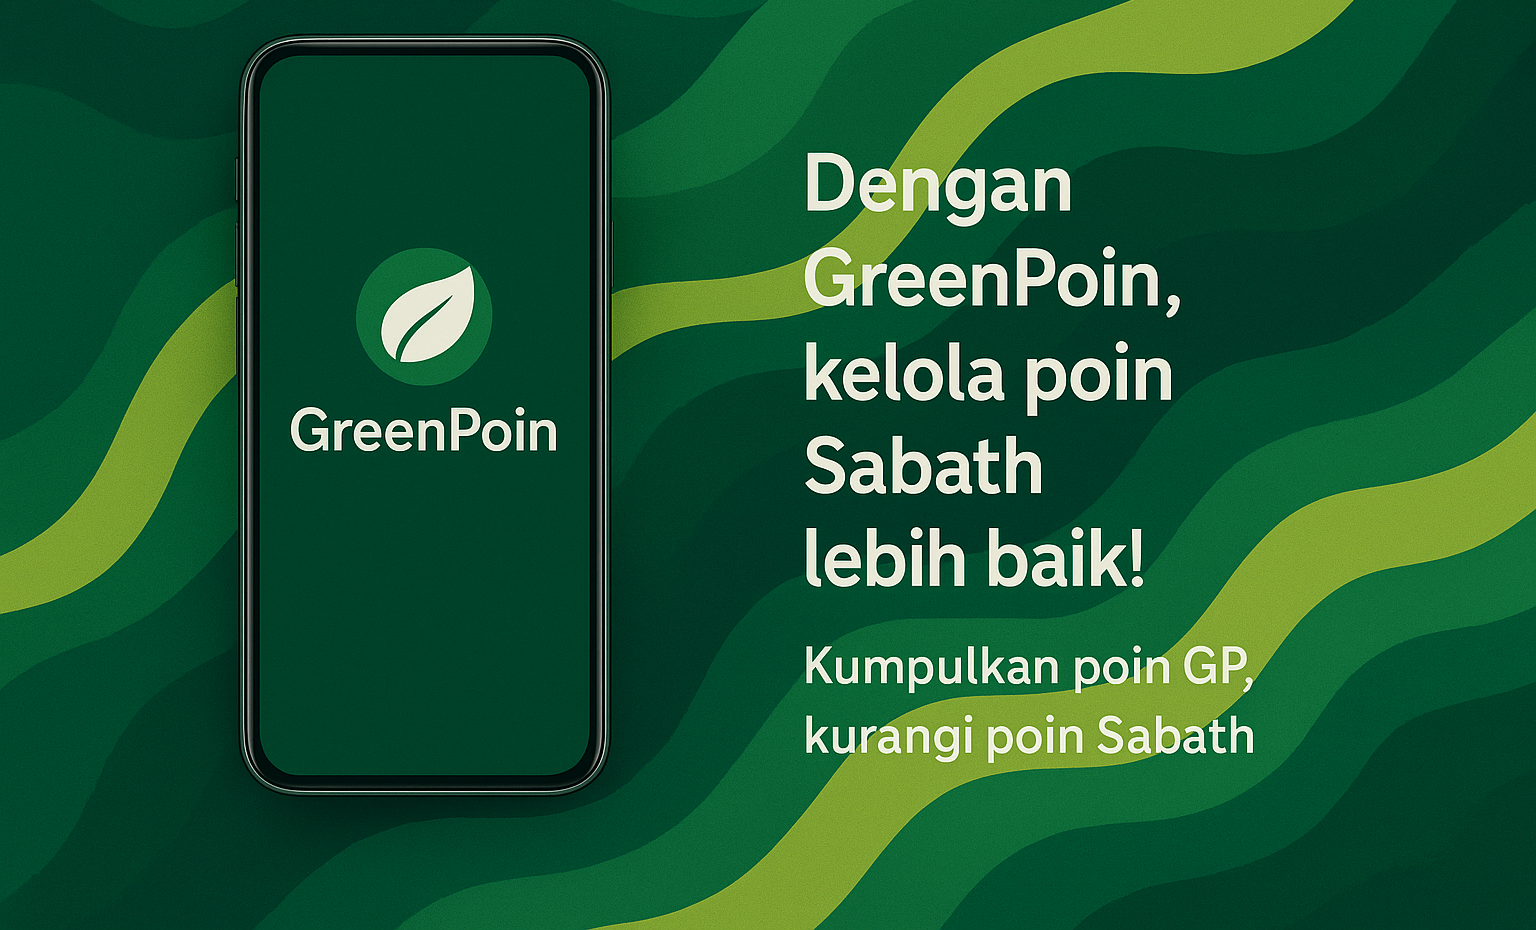 GreenPoin
Dengan
GreenPoin,
kelola poin
Sabath
lebih baik!
Kumpulkan poin GP,
kurangi poin Sabath